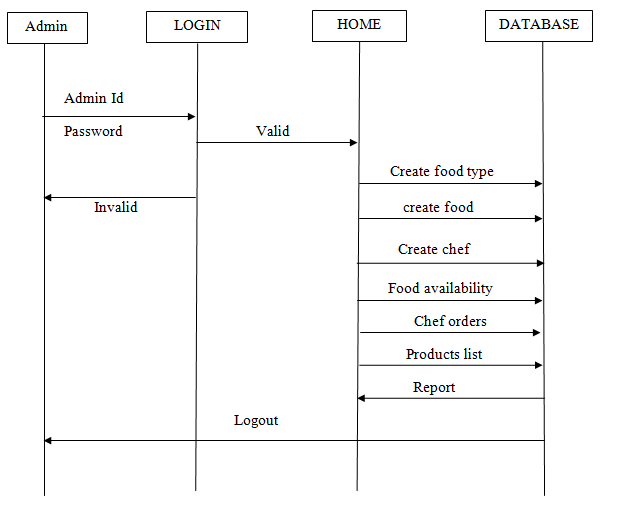 Admin
LOGIN
HOME
DATABASE
Admin Id
Password
Valid
Create food type
Invalid
create food
Create chef
Food availability
Chef orders
Products list
Report
Logout